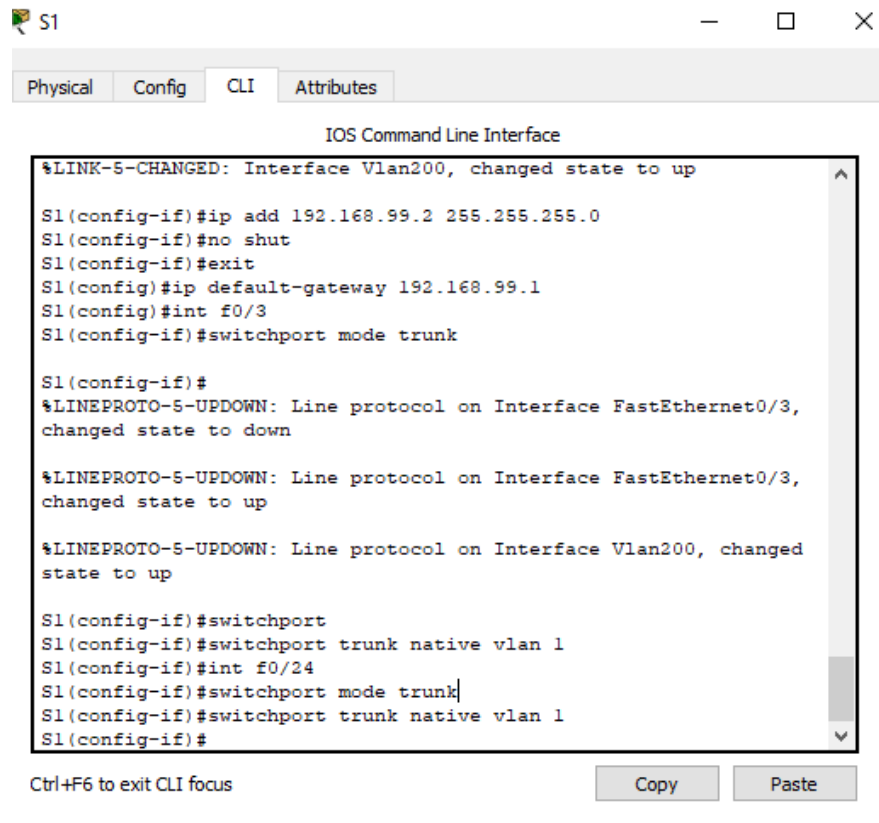 S1
Physical Config CLI Attributes
IOS Command Line Interface
%LINK-5-CHANGED: Interface Vlan200, changed state to up
S1(config-if)#ip add 192.168.99.2 255.255.255.0
S1(config-if)#no shut
S1(config-if)#exit
S1(config)#ip default-gateway 192.168.99.1
S1(config)#int f0/3
S1(config-if)#switchport mode trunk
S1(config-if)#
%LINEPROTO-5-UPDOWN: Line protocol on Interface FastEthernet0/3,
changed state to down
%LINEPROTO-5-UPDOWN: Line protocol on Interface FastEthernet0/3,
changed state to up
%LINEPROTO-5-UPDOWN: Line protocol on Interface Vlan200, changed
state to up
S1(config-if)#switchport
S1(config-if)#switchport trunk native vlan 1
S1(config-if)#int f0/24
S1(config-if)#switchport mode trunk
S1(config-if)#switchport trunk native vlan 1
S1(config-if)#
Ctrl+F6 to exit CLI focus Copy Paste